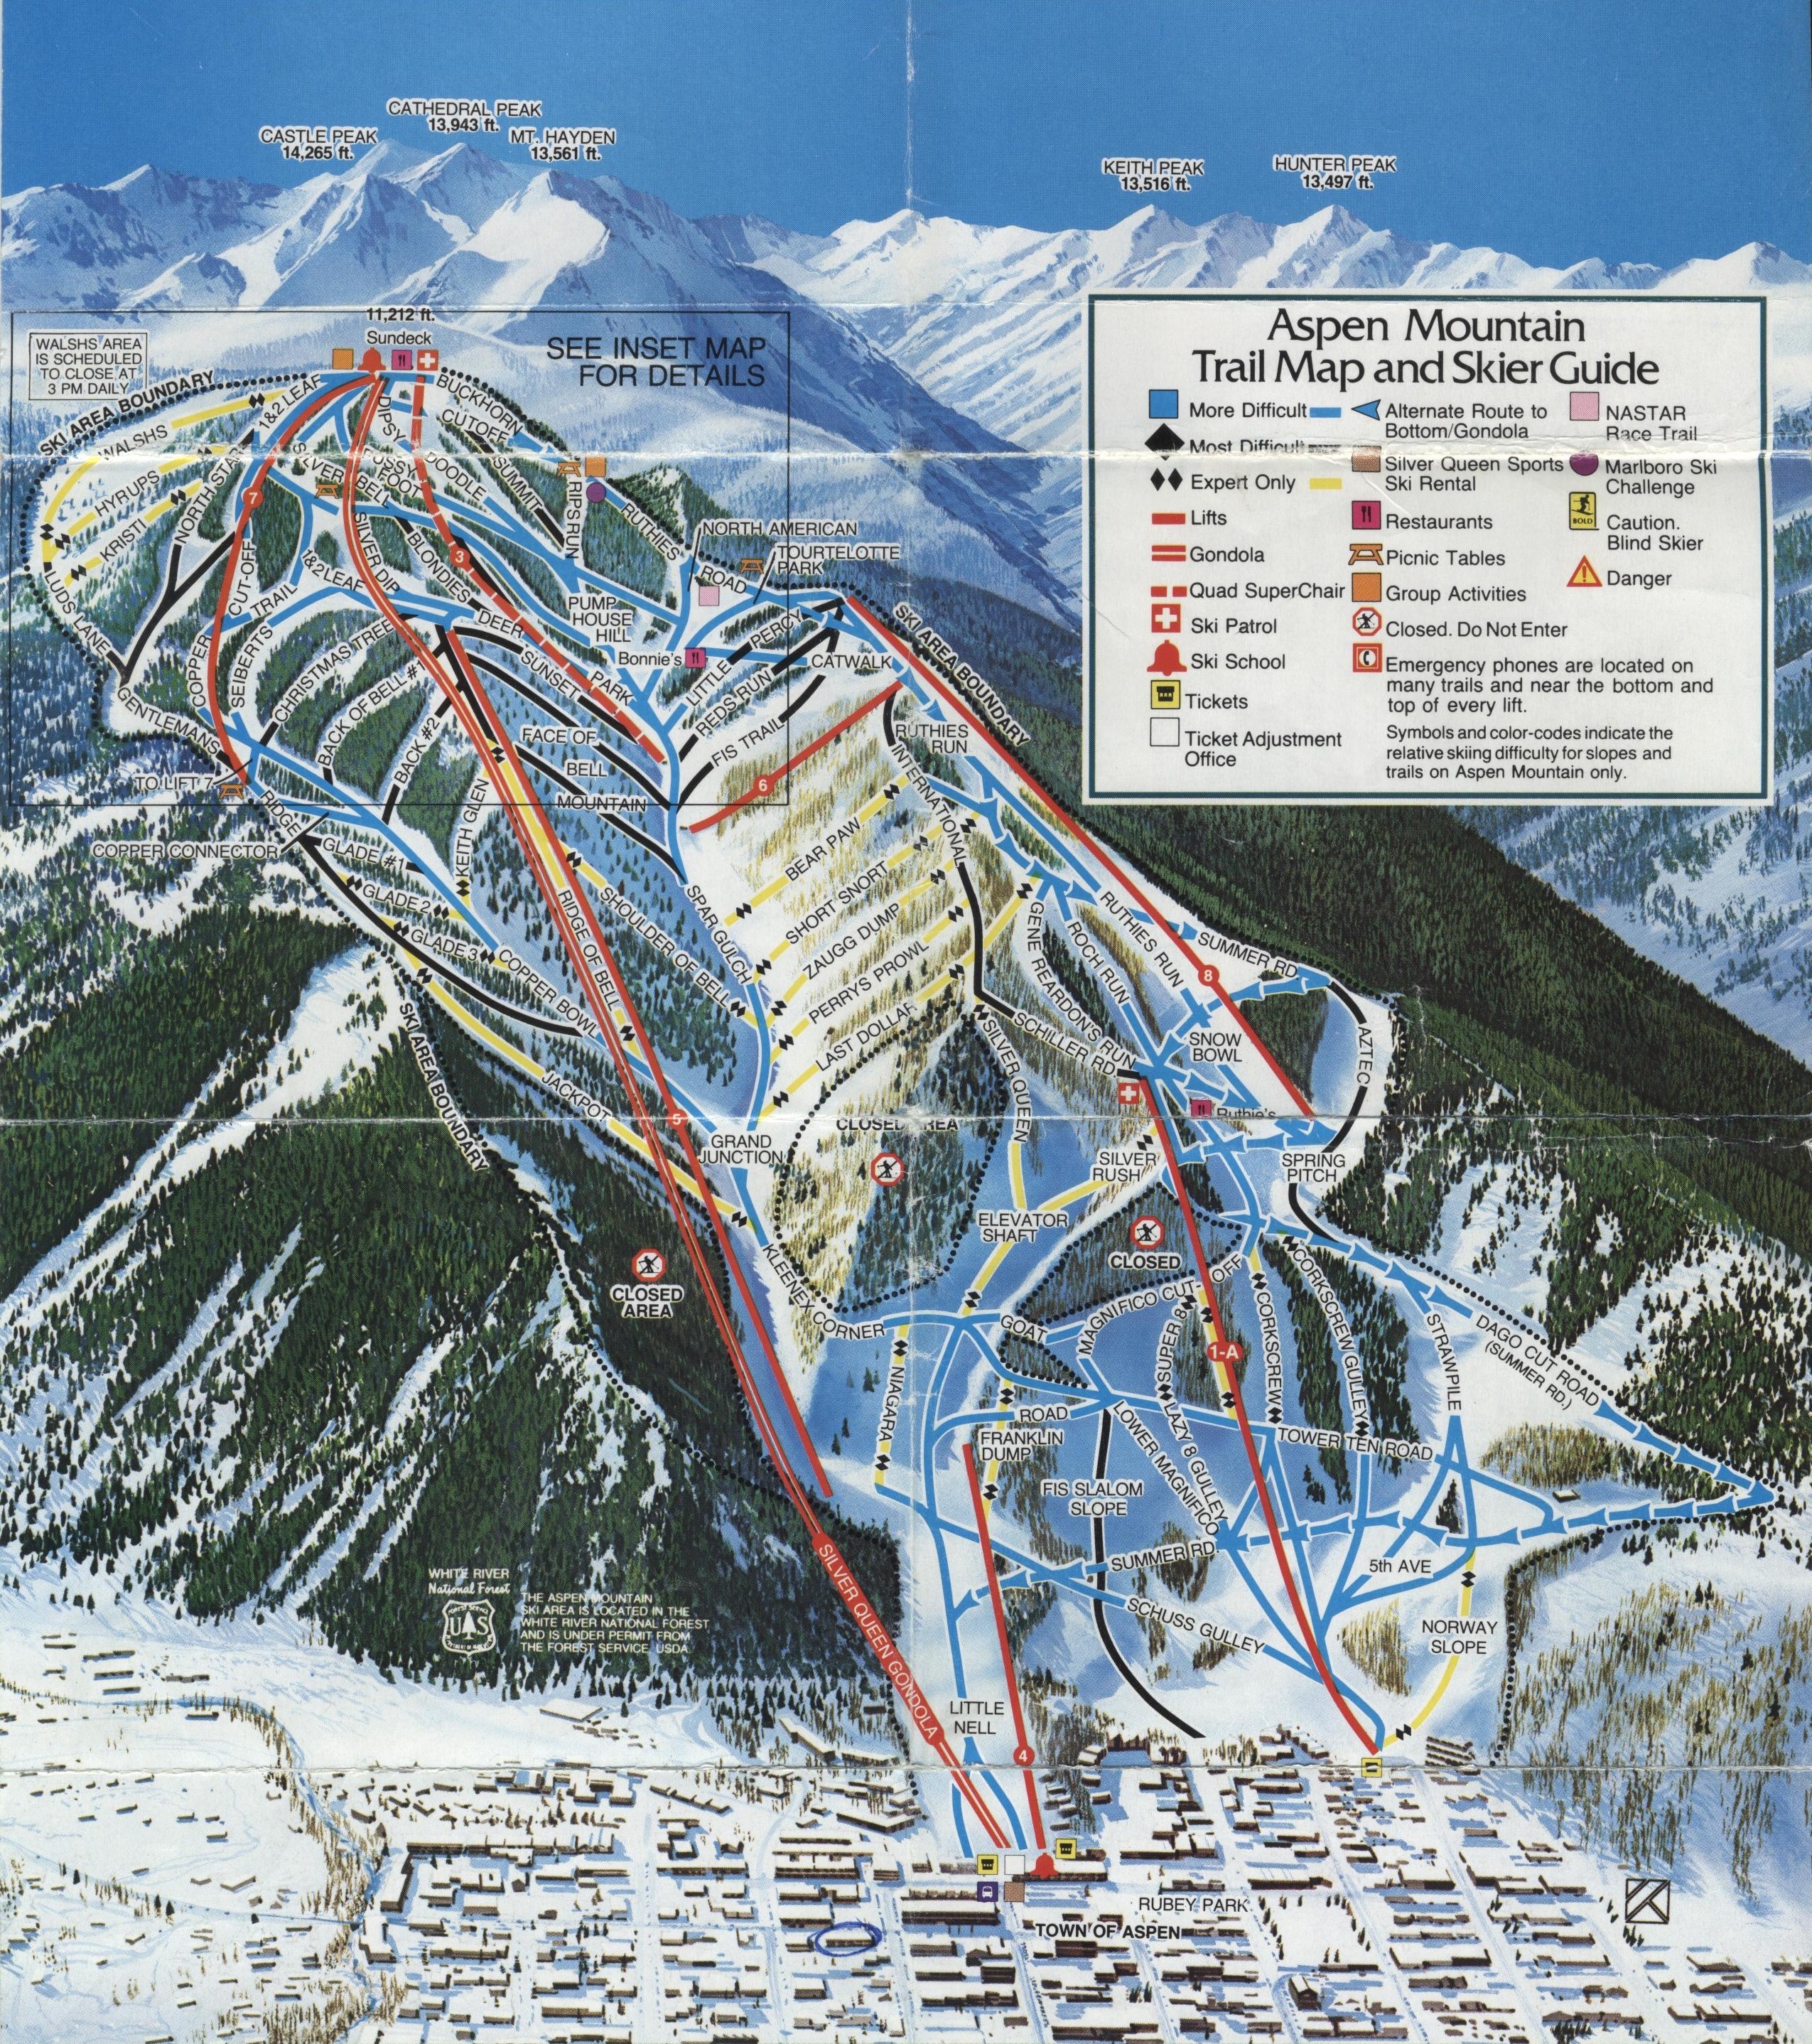 CATHEDRAL PEAK
13,943 ft.
CASTLE PEAK
14,265 ft.
MT. HAYDEN
13,561 ft.
KEITH PEAK
13,516 ft.
HUNTER PEAK
13,497 ft.
11,212 ft.
Sundeck
WALSHS AREA
IS SCHEDULED
TO CLOSE AT
3 PM DAILY
SEE INSET MAP
FOR DETAILS
Aspen Mountain
Trail Map and Skier Guide
More Difficult
Most Difficult
Expert Only
Lifts
Gondola
Quad SuperChair
Ski Patrol
Ski School
Tickets
Ticket Adjustment
Office
Alternate Route to
Bottom/Gondola
Silver Queen Sports
Ski Rental
Restaurants
Picnic Tables
Group Activities
Closed. Do Not Enter
Emergency phones are located on
many trails and near the bottom and
top of every lift.
Symbols and color-codes indicate the
relative skiing difficulty for slopes and
trails on Aspen Mountain only.
NASTAR
Race Trail
Marlboro Ski
Challenge
BOLD
Caution.
Blind Skier
Danger
SKI AREA BOUNDARY
WALSHS
HYRUPS
KRISTI
NORTH STAR
1&2 LEAF
LUDS LANE
7
CUT-OFF
COPPER
TRAIL
SEIBERTS
1&2 LEAF
SILVER BELL
DIPSY
PUSSY
FOOT
DOODLE
BUCKHORN
CUTOFF
SUMMIT
RIPS RUN
RUTHIES
ROAD
NORTH AMERICAN
TOURTELOTTE
PARK
SILVER DIP
BLONDIES
3
DEER
PARK
SUNSET
PUMP
HOUSE
HILL
Bonnie's
LITTLE
PERCY
REDS RUN
CATWALK
FIS TRAIL
6
SKI AREA BOUNDARY
GENTLEMANS
RIDGE
TO LIFT 7
COPPER CONNECTOR
CHRISTMAS TREE
BACK OF BELL #1
BACK #2
KEITH GLEN
FACE OF
BELL
MOUNTAIN
GLADE #1
GLADE 2
GLADE 3
COPPER BOWL
JACKPOT
RIDGE OF BELL
SHOULDER OF BELL
SPAR GULCH
5
BEAR PAW
SHORT SNORT
ZAUGG DUMP
PERRYS PROWL
LAST DOLLAR
INTERNATIONAL
RUTHIES
RUN
RUTHIES RUN
GENE REARDON'S RUN
ROCH RUN
SUMMER RD
8
SNOW
BOWL
AZTEC
SCHILLER RD
SILVER QUEEN
Ruthie's
SPRING
PITCH
SKI AREA BOUNDARY
GRAND
JUNCTION
CLOSED AREA
CLOSED
AREA
SILVER
RUSH
ELEVATOR
SHAFT
CLOSED
KLEENEX CORNER
GOAT
ROAD
MAGNIFICO CUT OFF
SUPER 8
1-A
CORKSCREW
CORKSCREW GULLEY
STRAWPILE
DAGO CUT ROAD
(SUMMER RD.)
NIAGARA
FRANKLIN
DUMP
LOWER MAGNIFICO
LAZY 8 GULLEY
TOWER TEN ROAD
FIS SLALOM
SLOPE
SUMMER RD
5th AVE
SCHUSS GULLEY
NORWAY
SLOPE
SILVER QUEEN GONDOLA
WHITE RIVER
National Forest
FOREST SERVICE
US
DEPARTMENT OF AGRICULTURE
THE ASPEN MOUNTAIN
SKI AREA IS LOCATED IN THE
WHITE RIVER NATIONAL FOREST
AND IS UNDER PERMIT FROM
THE FOREST SERVICE, USDA.
LITTLE
NELL
4
RUBEY PARK
TOWN OF ASPEN